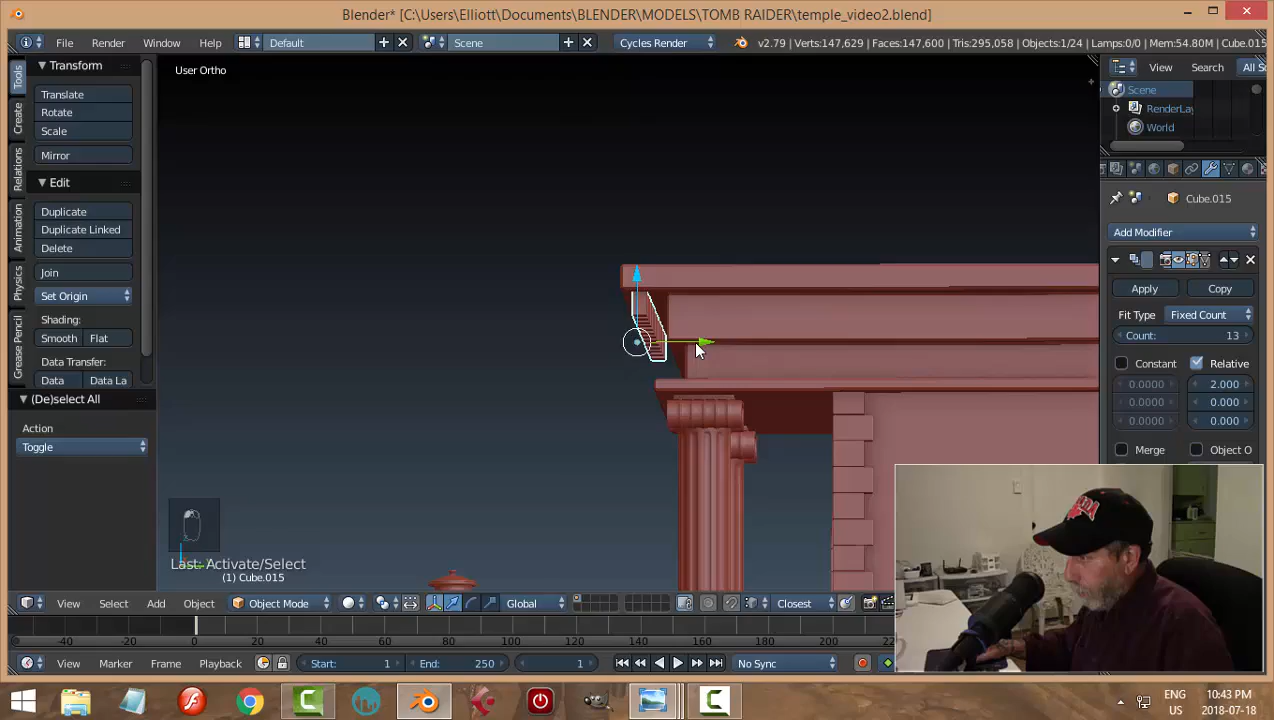 Blender* [C:\Users\Elliott\Documents\BLENDER\MODELS\TOMB RAIDER\temple_video2.blend]
File Render Window Help Default Scene Cycles Render v2.79 | Verts:147,629 | Faces:147,600 | Tris:295,058 | Objects:1/24 | Lamps:0/0 | Mem:54.80M | Cube.015
Tools
Create
Relations
Animation
Physics
Grease Pencil
Transform
Translate
Rotate
Scale
Mirror
Edit
Duplicate
Duplicate Linked
Delete
Join
Set Origin
Shading:
Smooth Flat
Data Transfer:
Data Data La
(De)select All
Action
Toggle
User Ortho
Last: Activate/Select
(1) Cube.015
View Search All S
Scene
RenderLay
World
Cube.015
Add Modifier
Apply Copy
Fit Type Fixed Count
Count: 13
Constant Relative
0.0000 2.000
0.0000 0.000
0.0000 0.000
Merge Object O
View Select Add Object Object Mode Global Closest
-40 -20 0 20 40 60 80 100 120 140 160 180 200
View Marker Frame Playback Start: 1 End: 250 1 No Sync
ENG
US
10:43 PM
2018-07-18